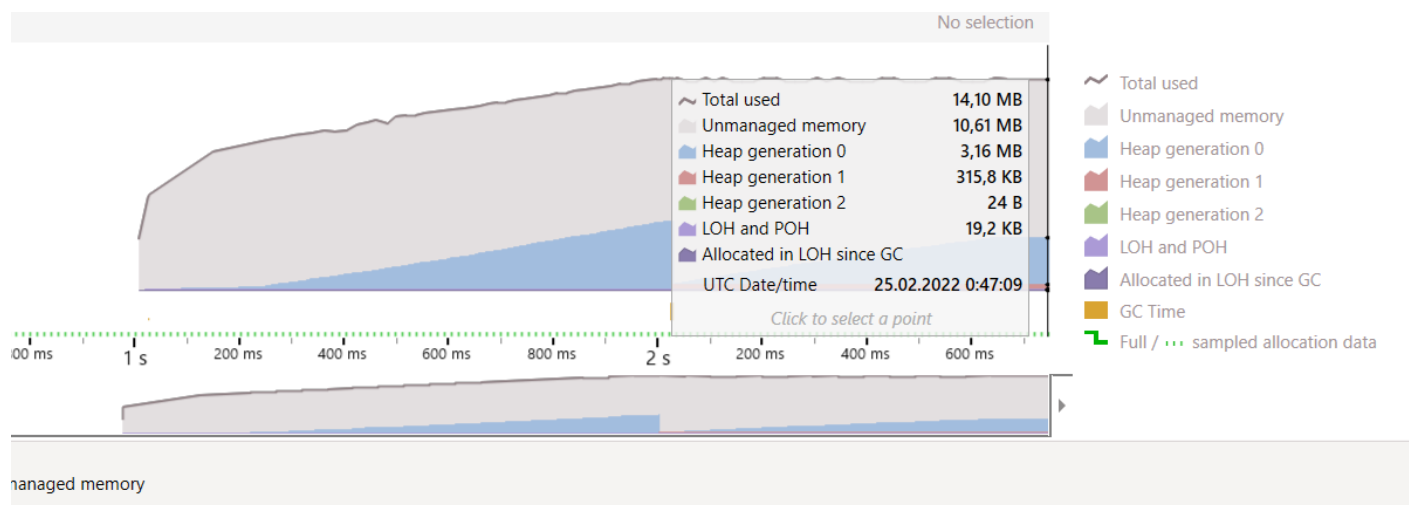 No selection
Total used 14,10 MB
Unmanaged memory 10,61 MB
Heap generation 0 3,16 MB
Heap generation 1 315,8 KB
Heap generation 2 24 B
LOH and POH 19,2 KB
Allocated in LOH since GC
UTC Date/time 25.02.2022 0:47:09
Click to select a point
Total used
Unmanaged memory
Heap generation 0
Heap generation 1
Heap generation 2
LOH and POH
Allocated in LOH since GC
GC Time
Full / sampled allocation data
00 ms 1 s 200 ms 400 ms 600 ms 800 ms 2 s 200 ms 400 ms 600 ms
managed memory